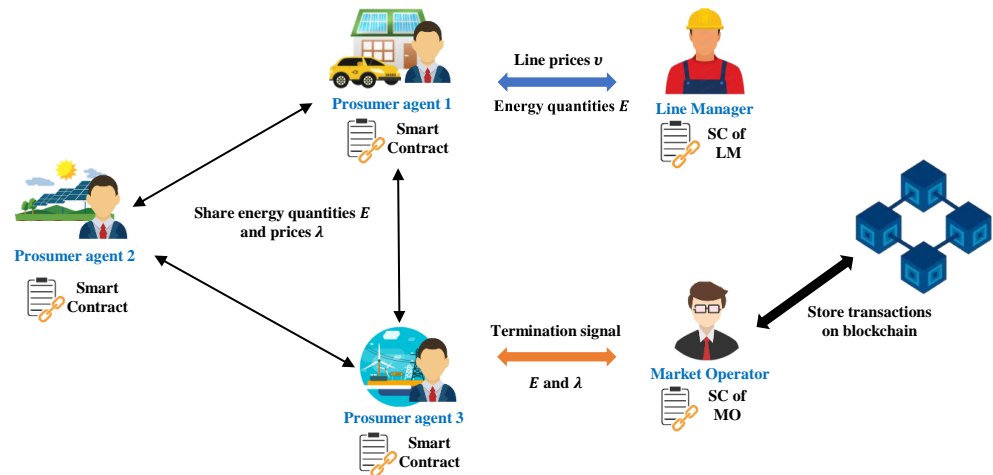 Prosumer agent 1
Smart
Contract
Line prices υ
Energy quantities E
Line Manager
SC of
LM
Prosumer agent 2
Smart
Contract
Share energy quantities E
and prices λ
Prosumer agent 3
Smart
Contract
Termination signal
E and λ
Market Operator
SC of
MO
Store transactions
on blockchain